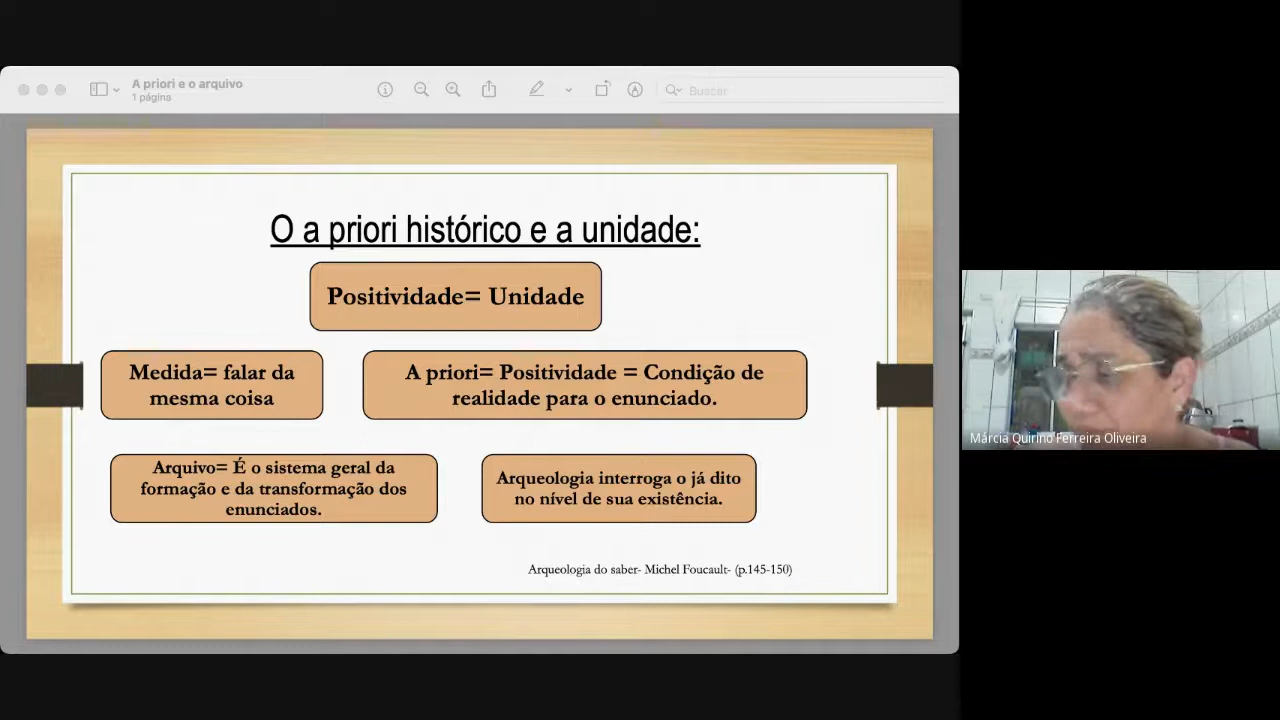 A priori e o arquivo
1 página
Buscar
O a priori histórico e a unidade:
Positividade= Unidade
Medida= falar da
mesma coisa
A priori= Positividade = Condição de
realidade para o enunciado.
Arquivo= É o sistema geral da
formação e da transformação dos
enunciados.
Arqueologia interroga o já dito
no nível de sua existência.
Arqueologia do saber- Michel Foucault- (p.145-150)
Márcia Quirino Ferreira Oliveira